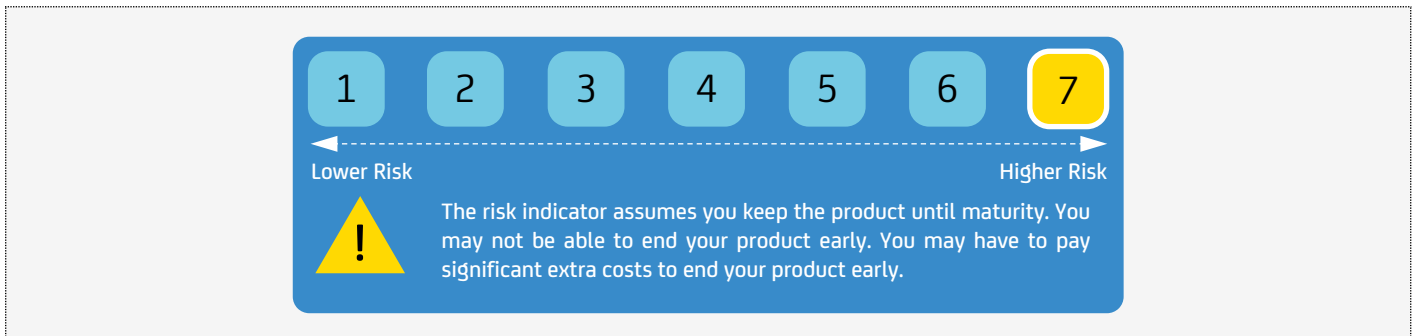 1 2 3 4 5 6 7
Lower Risk Higher Risk
!
The risk indicator assumes you keep the product until maturity. You
may not be able to end your product early. You may have to pay
significant extra costs to end your product early.